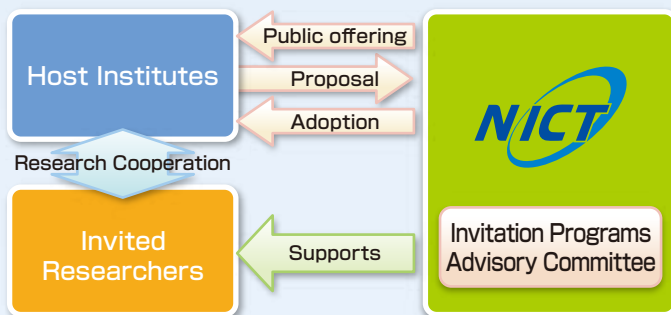 Public offering
Host Institutes
Proposal
Adoption
NICT
Research Cooperation
Invited
Researchers
Supports
Invitation Programs
Advisory Committee